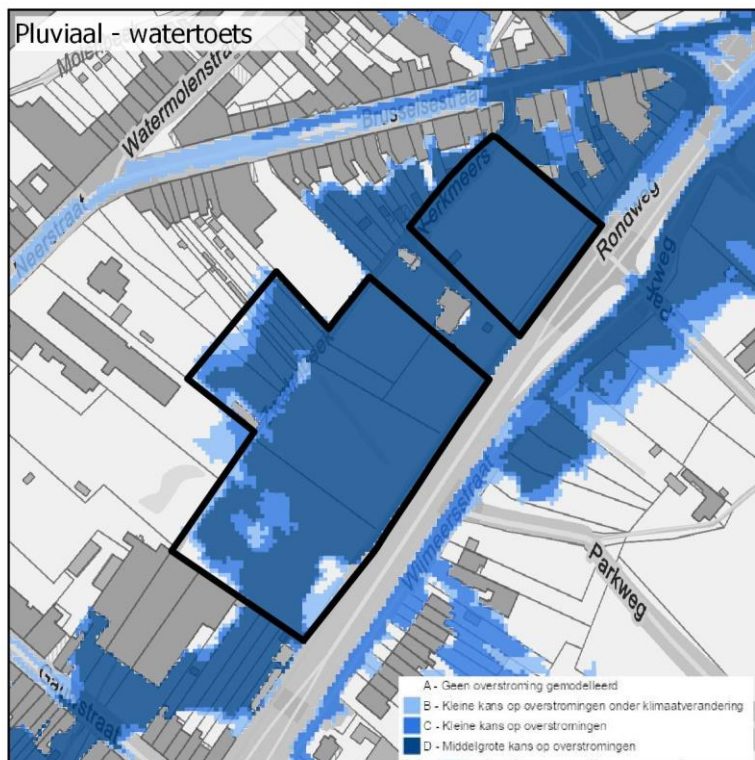 Pluviaal - watertoets
Watermolenstraat
Brusselsestraat
Kerkmeers
Neerstraat
Rondweg
Parkweg
Wilmeersstraat
Parkweg
A - Geen overstroming gemodelleerd
B - Kleine kans op overstromingen onder klimaatverandering
C - Kleine kans op overstromingen
D - Middelgrote kans op overstromingen